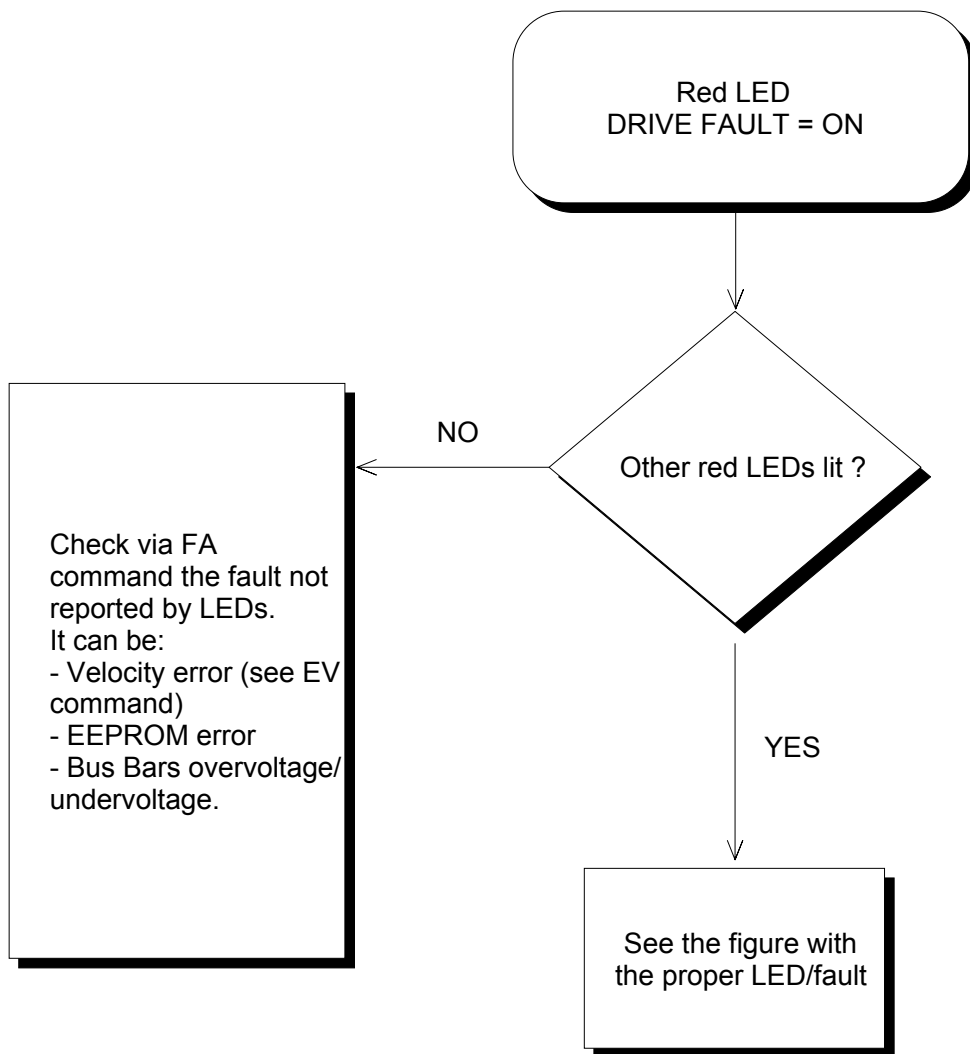 Red LED
DRIVE FAULT = ON
Other red LEDs lit ?
NO
Check via FA
command the fault not
reported by LEDs.
It can be:
- Velocity error (see EV
command)
- EEPROM error
- Bus Bars overvoltage/
undervoltage.
YES
See the figure with
the proper LED/fault